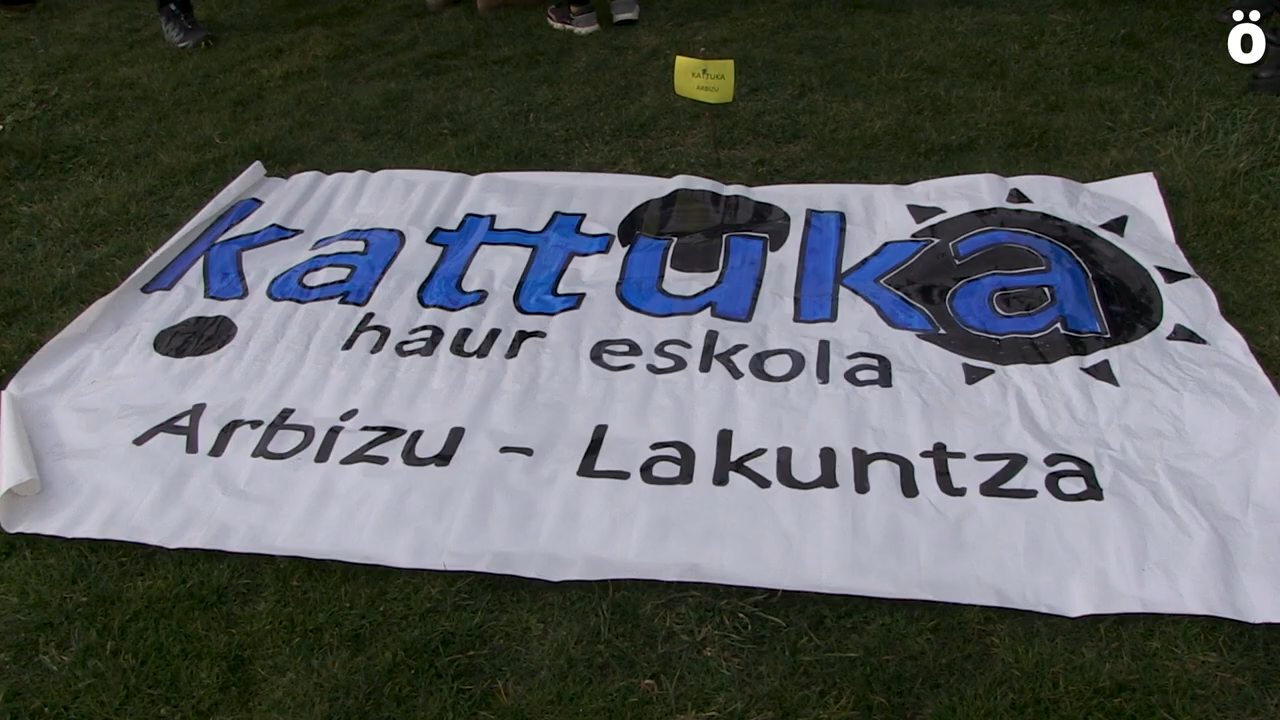 ö
KATTUKA
ARBIZU
kattuka
haur eskola
Arbizu - Lakuntza